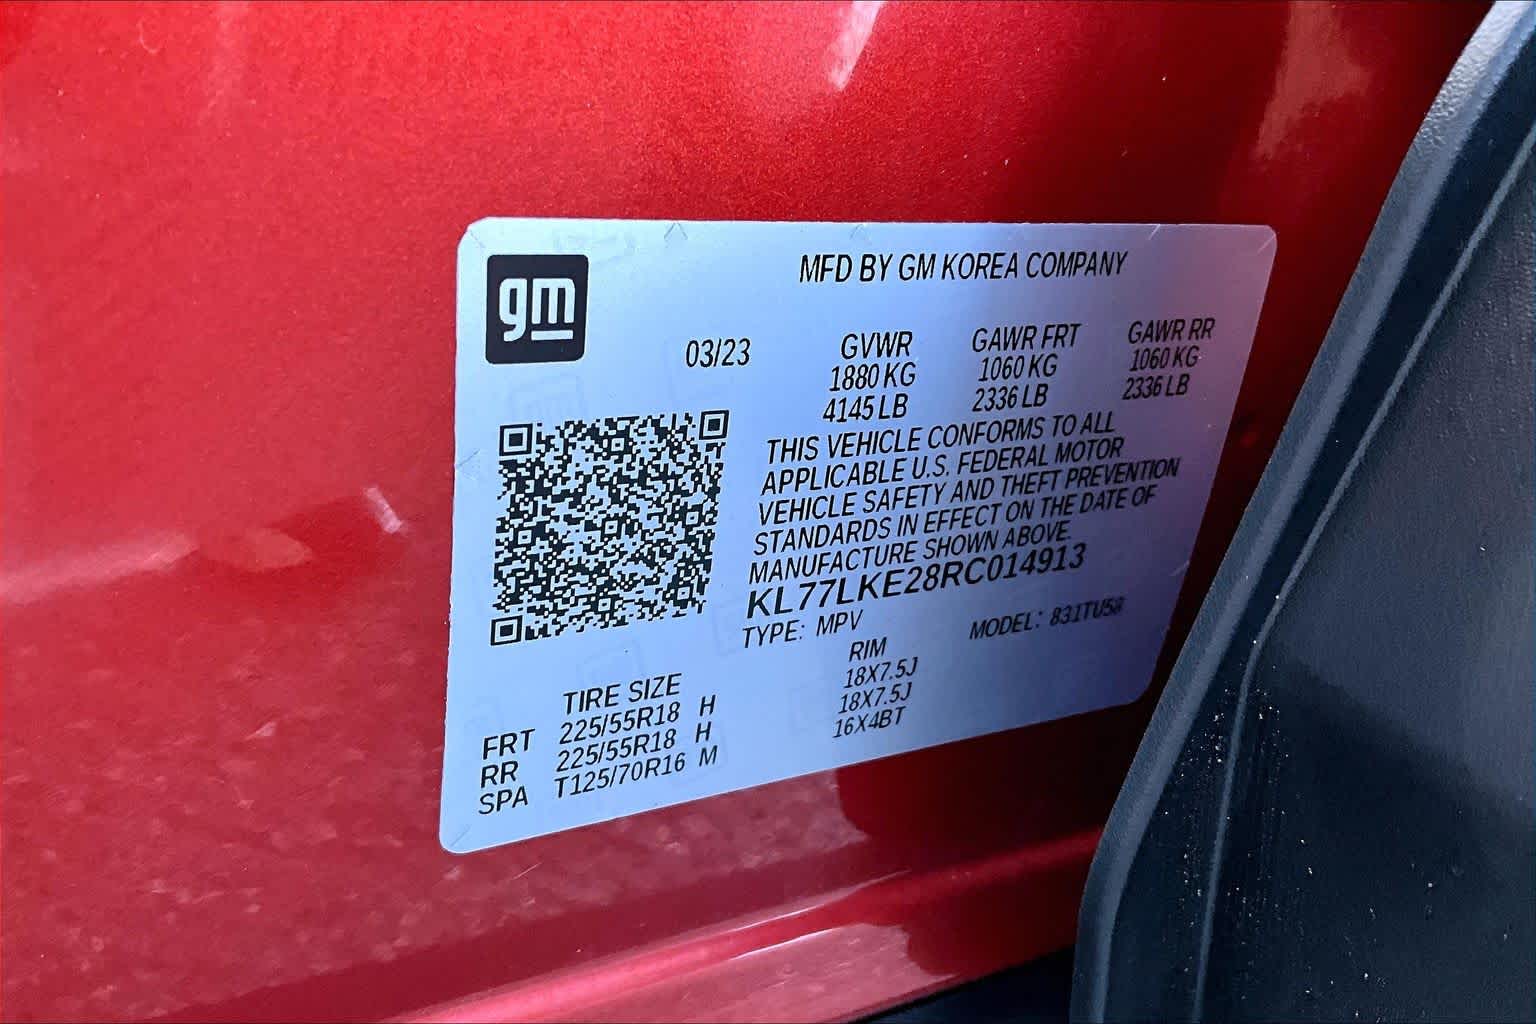 gm
MFD BY GM KOREA COMPANY
03/23
GVWR GAWR FRT GAWR RR
1880 KG 1060 KG 1060 KG
4145 LB 2336 LB 2336 LB
THIS VEHICLE CONFORMS TO ALL
APPLICABLE U.S. FEDERAL MOTOR
VEHICLE SAFETY AND THEFT PREVENTION
STANDARDS IN EFFECT ON THE DATE OF
MANUFACTURE SHOWN ABOVE.
KL77LKE28RC014913
TYPE: MPV MODEL: 831TU58
TIRE SIZE RIM
FRT 225/55R18 H 18X7.5J
RR 225/55R18 H 18X7.5J
SPA T125/70R16 M 16X4BT